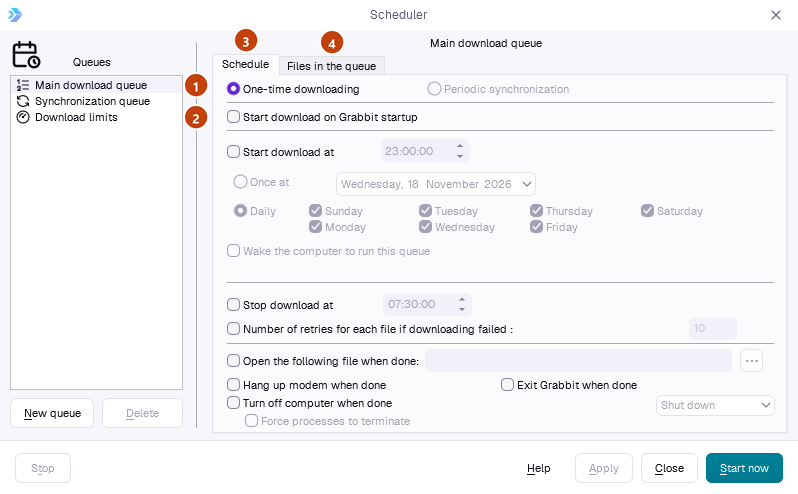 Scheduler
Queues
Main download queue
Synchronization queue
Download limits
New queue
Delete
1
2
3
4
Main download queue
Schedule
Files in the queue
One-time downloading
Periodic synchronization
Start download on Grabbit startup
Start download at
23:00:00
Once at
Wednesday, 18 November 2026
Daily
Sunday
Tuesday
Thursday
Saturday
Monday
Wednesday
Friday
Wake the computer to run this queue
Stop download at
07:30:00
Number of retries for each file if downloading failed :
10
Open the following file when done:
...
Hang up modem when done
Exit Grabbit when done
Turn off computer when done
Shut down
Force processes to terminate
Stop
Help
Apply
Close
Start now